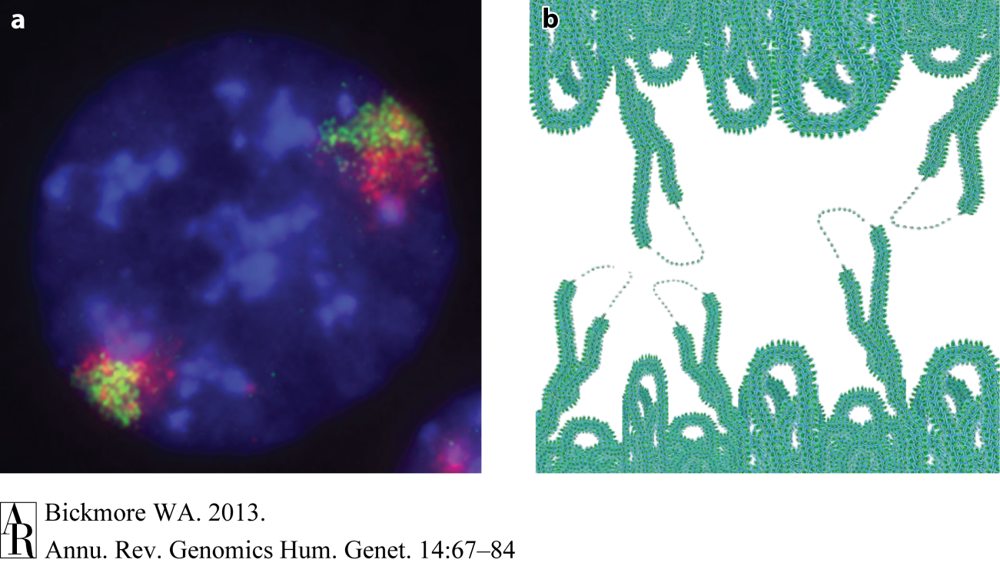 a
b
AR
Bickmore WA. 2013.
Annu. Rev. Genomics Hum. Genet. 14:67–84